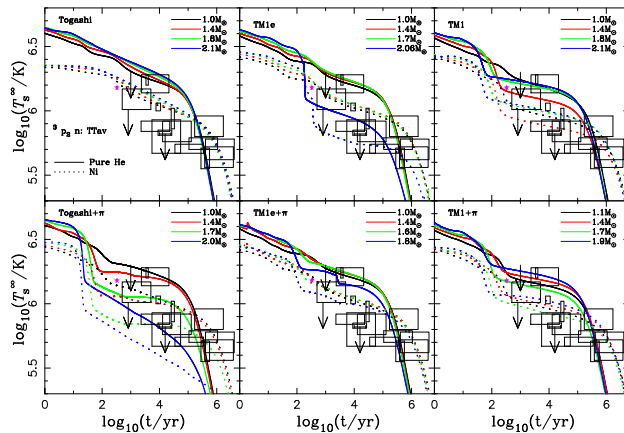 Togashi
1.0M⊙
1.4M⊙
1.8M⊙
2.1M⊙
TM1e
1.0M⊙
1.4M⊙
1.7M⊙
2.06M⊙
TM1
1.0M⊙
1.4M⊙
1.8M⊙
2.1M⊙
6.5
6
5.5
log₁₀(Tₛ^∞/K)
³P₂ n: TTav
Pure He
Ni
Togashi+π
1.0M⊙
1.4M⊙
1.7M⊙
2.0M⊙
TM1e+π
1.0M⊙
1.4M⊙
1.6M⊙
1.8M⊙
TM1+π
1.1M⊙
1.4M⊙
1.7M⊙
1.9M⊙
6.5
6
5.5
log₁₀(Tₛ^∞/K)
0 2 4 6 0 2 4 6 0 2 4 6
log₁₀(t/yr) log₁₀(t/yr) log₁₀(t/yr)